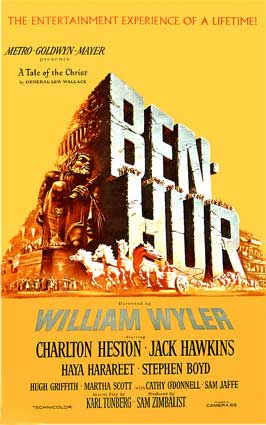 THE ENTERTAINMENT EXPERIENCE OF A LIFETIME!
METRO-GOLDWYN-MAYER
presents
A Tale of the Christ
by GENERAL LEW WALLACE
BEN-
HUR
Directed by
WILLIAM WYLER
Starring
CHARLTON HESTON · JACK HAWKINS
HAYA HARAREET · STEPHEN BOYD
HUGH GRIFFITH · MARTHA SCOTT with CATHY O'DONNELL · SAM JAFFE
Screen Play by
KARL TUNBERG
Produced by
SAM ZIMBALIST
TECHNICOLOR
CAMERA 65